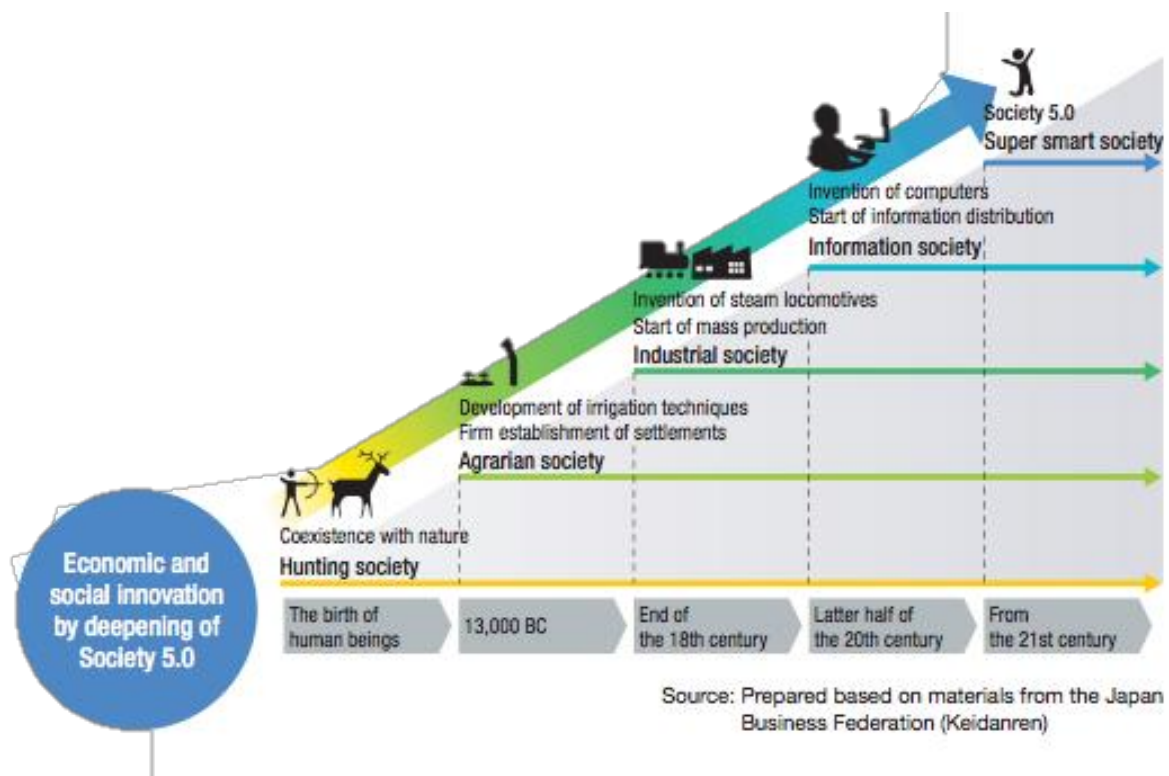 Society 5.0
Super smart society
Invention of computers
Start of information distribution
Information society
Invention of steam locomotives
Start of mass production
Industrial society
Development of irrigation techniques
Firm establishment of settlements
Agrarian society
Coexistence with nature
Hunting society
Economic and
social innovation
by deepening of
Society 5.0
The birth of
human beings
13,000 BC
End of
the 18th century
Latter half of
the 20th century
From
the 21st century
Source: Prepared based on materials from the Japan
Business Federation (Keidanren)